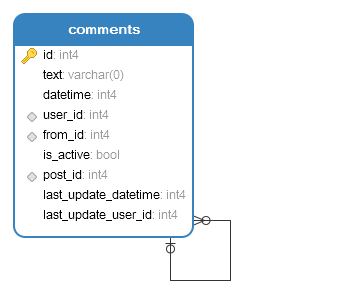 comments
id: int4
text: varchar(0)
datetime: int4
user_id: int4
from_id: int4
is_active: bool
post_id: int4
last_update_datetime: int4
last_update_user_id: int4